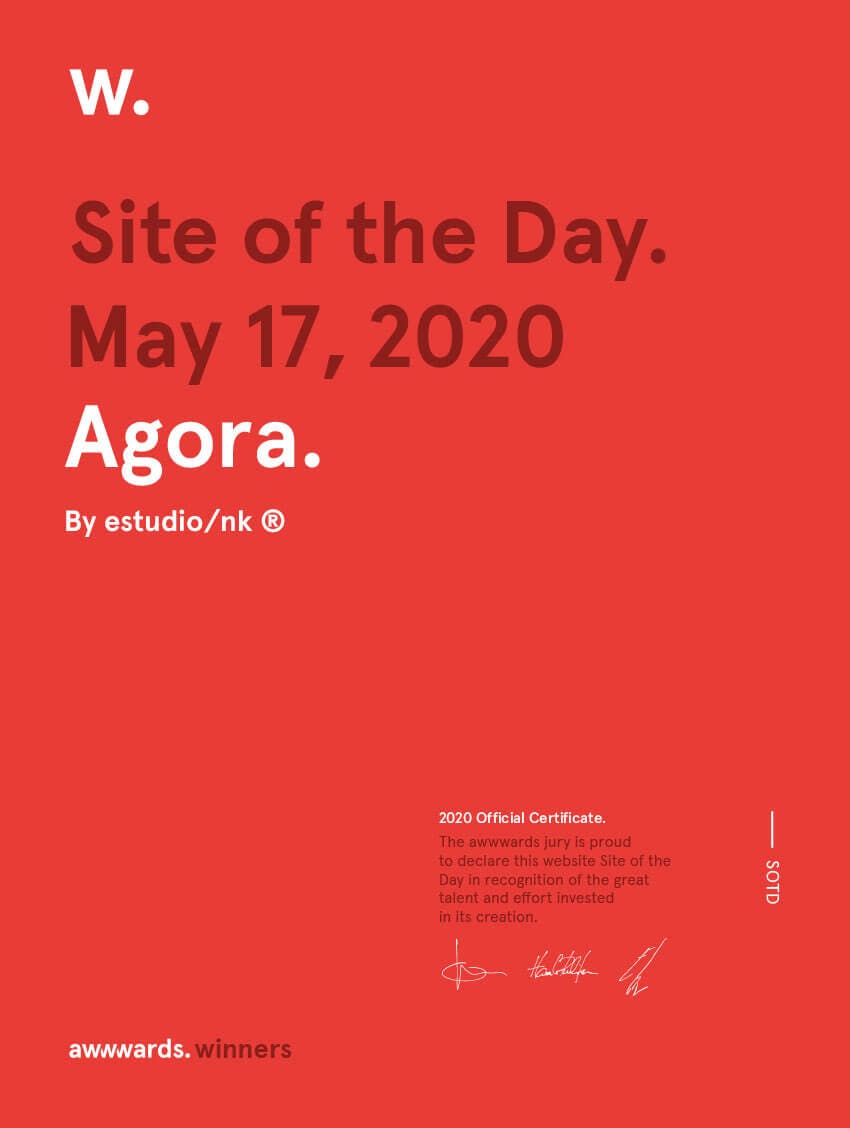 w.
Site of the Day.
May 17, 2020
Agora.
By estudio/nk ®
2020 Official Certificate.
The awwwards jury is proud
to declare this website Site of the
Day in recognition of the great
talent and effort invested
in its creation.
SOTD
awwwards.winners